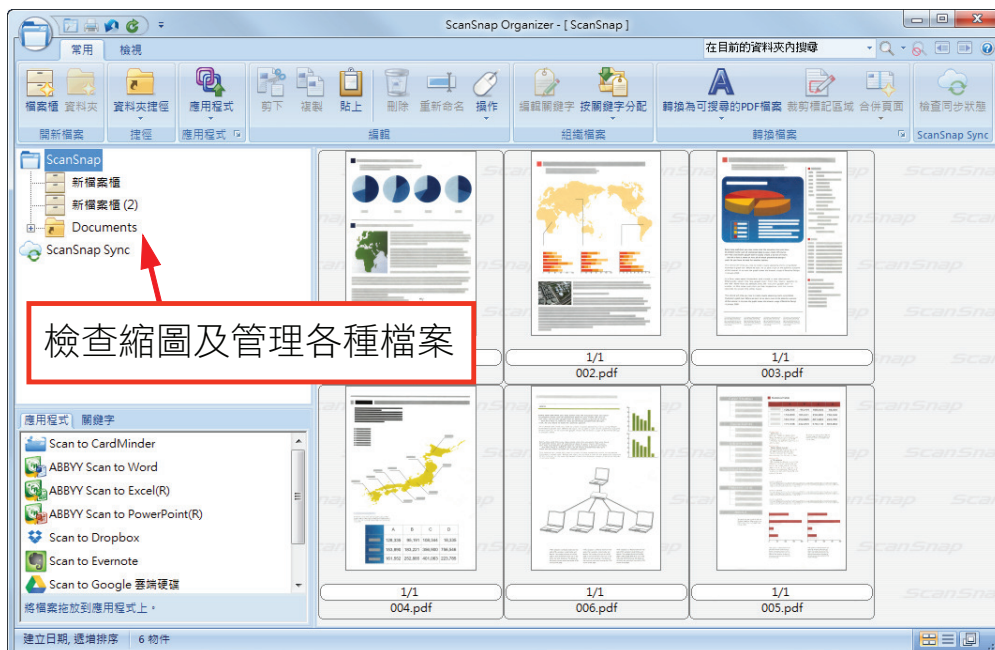 ScanSnap Organizer - [ ScanSnap ]
常用 檢視
在目前的資料夾內搜尋
檔案櫃 資料夾 資料夾捷徑 應用程式 剪下 複製 貼上 刪除 重新命名 操作 編輯關鍵字 按關鍵字分配 轉換為可搜尋的PDF檔案 裁剪標記區域 合併頁面 檢查同步狀態
開新檔案 捷徑 應用程式 編輯 組織檔案 轉換檔案 ScanSnap Sync
ScanSnap
新檔案櫃
新檔案櫃 (2)
Documents
ScanSnap Sync
檢查縮圖及管理各種檔案
1/1
002.pdf
1/1
003.pdf
應用程式 關鍵字
Scan to CardMinder
ABBYY Scan to Word
ABBYY Scan to Excel(R)
ABBYY Scan to PowerPoint(R)
Scan to Dropbox
Scan to Evernote
Scan to Google 雲端硬碟
將檔案拖放到應用程式上。
A B C D
1/1
004.pdf
1/1
006.pdf
1/1
005.pdf
建立日期, 遞增排序 6 物件